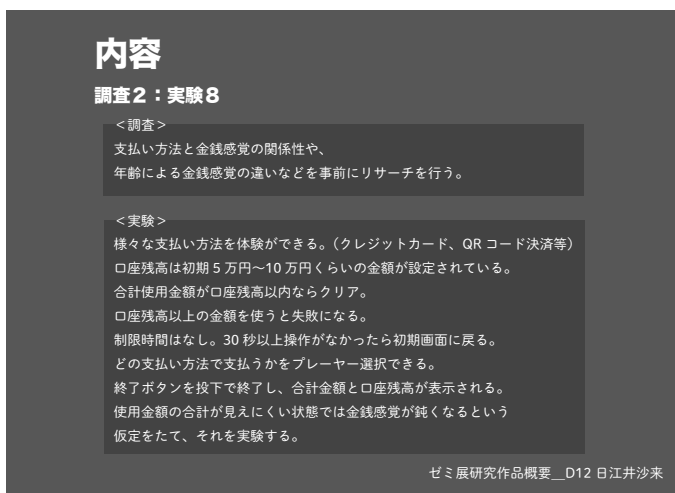 内容
調査2：実験8
＜調査＞
支払い方法と金銭感覚の関係性や、
年齢による金銭感覚の違いなどを事前にリサーチを行う。
＜実験＞
様々な支払い方法を体験ができる。（クレジットカード、QR コード決済等）
口座残高は初期 5 万円〜10 万円くらいの金額が設定されている。
合計使用金額が口座残高以内ならクリア。
口座残高以上の金額を使うと失敗になる。
制限時間はなし。30 秒以上操作がなかったら初期画面に戻る。
どの支払い方法で支払うかをプレーヤー選択できる。
終了ボタンを投下で終了し、合計金額と口座残高が表示される。
使用金額の合計が見えにくい状態では金銭感覚が鈍くなるという
仮定をたて、それを実験する。
ゼミ展研究作品概要__D12 日江井沙来